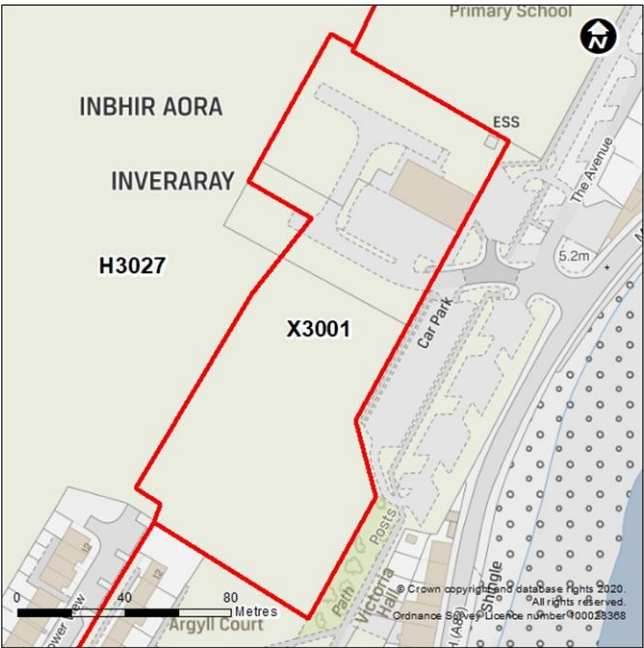 Primary School
N
INBHIR AORA
ESS
INVERARAY
The Avenue
5.2m
H3027
X3001
Car Park
Posts
12
12
Path
Victoria
Hall
Shringle
© Crown copyright and database rights 2020.
All rights reserved.
Ordnance Survey Licence number 100023368
0 40 80
Metres
Argyll Court
(A83)